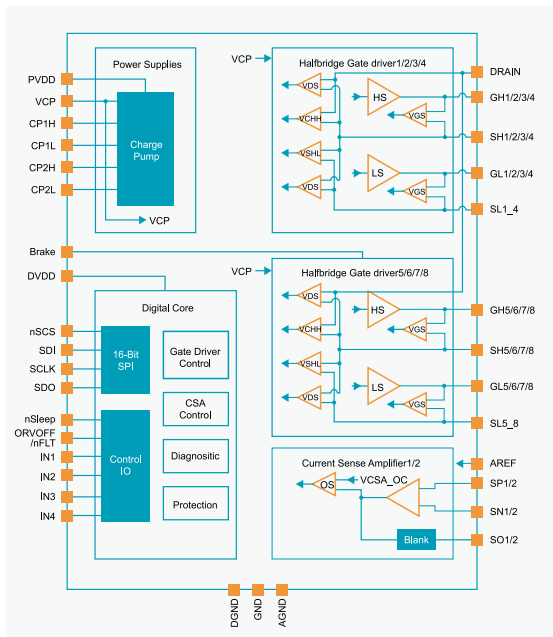 Power Supplies
PVDD
VCP
CP1H
CP1L
CP2H
CP2L
Charge
Pump
VCP
Brake
DVDD
Digital Core
nSCS
SDI
SCLK
SDO
16-Bit
SPI
nSleep
ORVOFF
/nFLT
IN1
IN2
IN3
IN4
Control
IO
Gate Driver
Control
CSA
Control
Diagnositic
Protection
VCP
Halfbridge Gate driver1/2/3/4
VDS
VCHH
VSHL
VDS
HS
VGS
LS
VGS
DRAIN
GH1/2/3/4
SH1/2/3/4
GL1/2/3/4
SL1_4
VCP
Halfbridge Gate driver5/6/7/8
VDS
VCHH
VSHL
VDS
HS
VGS
LS
VGS
GH5/6/7/8
SH5/6/7/8
GL5/6/7/8
SL5_8
Current Sense Amplifier1/2
OS
VCSA_OC
Blank
AREF
SP1/2
SN1/2
SO1/2
DGND
GND
AGND